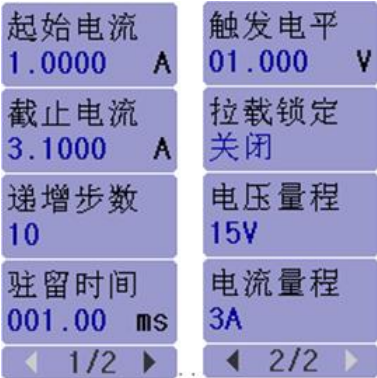 起始电流
1.0000 A
截止电流
3.1000 A
递增步数
10
驻留时间
001.00 ms
1/2
触发电平
01.000 V
拉载锁定
关闭
电压量程
15V
电流量程
3A
2/2